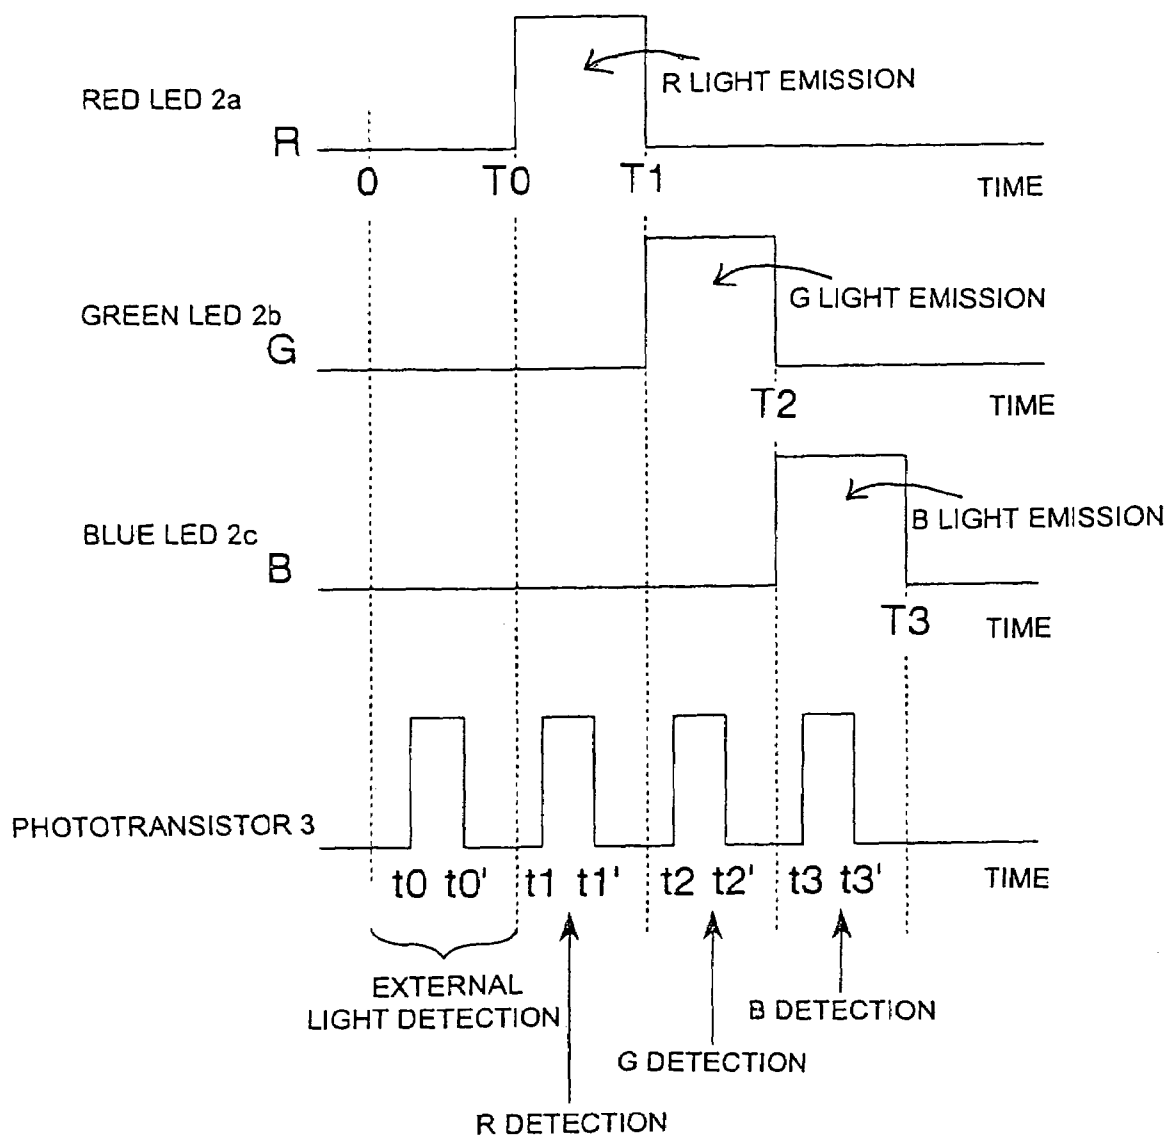 R LIGHT EMISSION
RED LED 2a
R
0 T0 T1 TIME
G LIGHT EMISSION
GREEN LED 2b
G
T2 TIME
B LIGHT EMISSION
BLUE LED 2c
B
T3 TIME
PHOTOTRANSISTOR 3
t0 t0' t1 t1' t2 t2' t3 t3' TIME
EXTERNAL
LIGHT DETECTION
B DETECTION
G DETECTION
R DETECTION